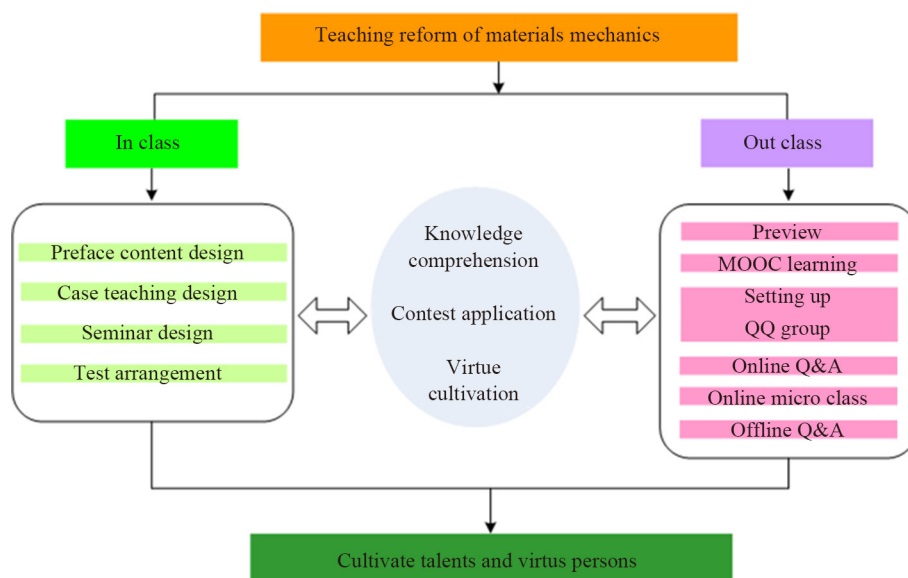 Teaching reform of materials mechanics
In class
Out class
Preface content design
Case teaching design
Seminar design
Test arrangement
Knowledge
comprehension
Contest application
Virtue
cultivation
Preview
MOOC learning
Setting up
QQ group
Online Q&A
Online micro class
Offline Q&A
Cultivate talents and virtus persons